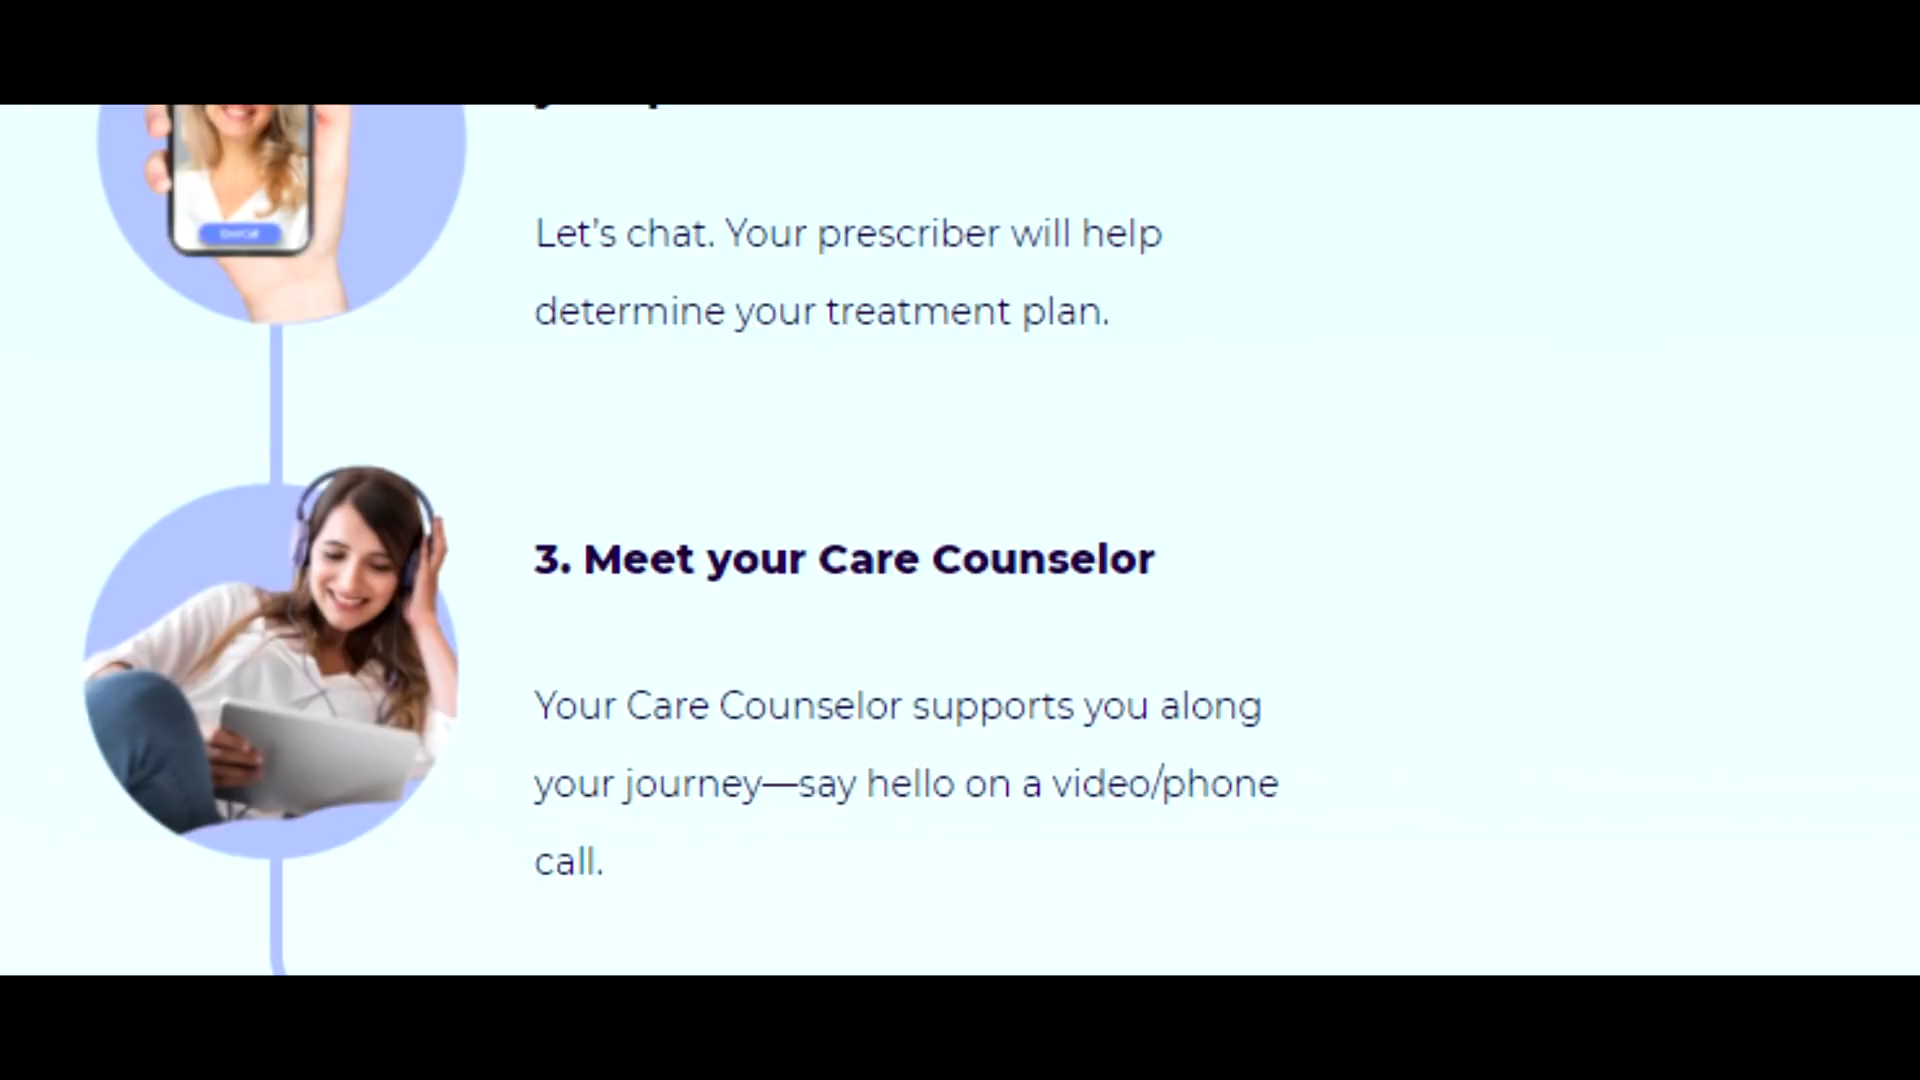 Let’s chat. Your prescriber will help
determine your treatment plan.
3. Meet your Care Counselor
Your Care Counselor supports you along
your journey—say hello on a video/phone
call.